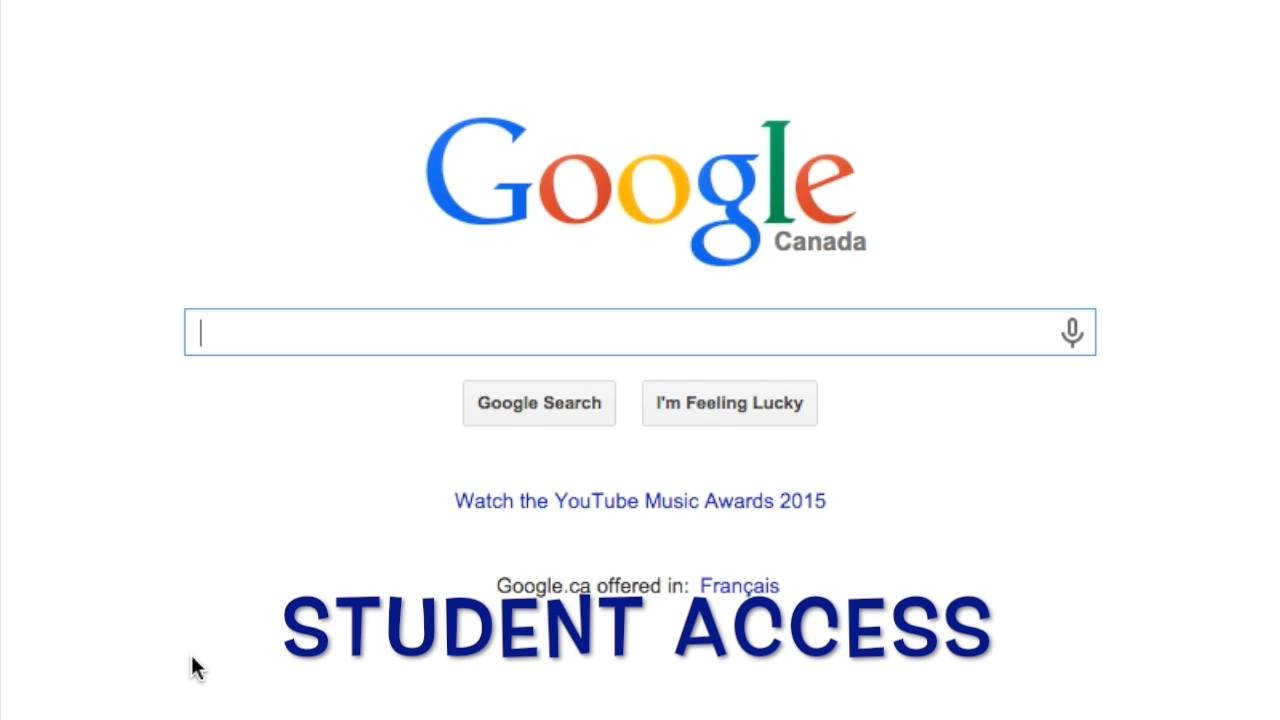 Google
Canada
Google Search
I'm Feeling Lucky
Watch the YouTube Music Awards 2015
Google.ca offered in: Français
STUDENT ACCESS